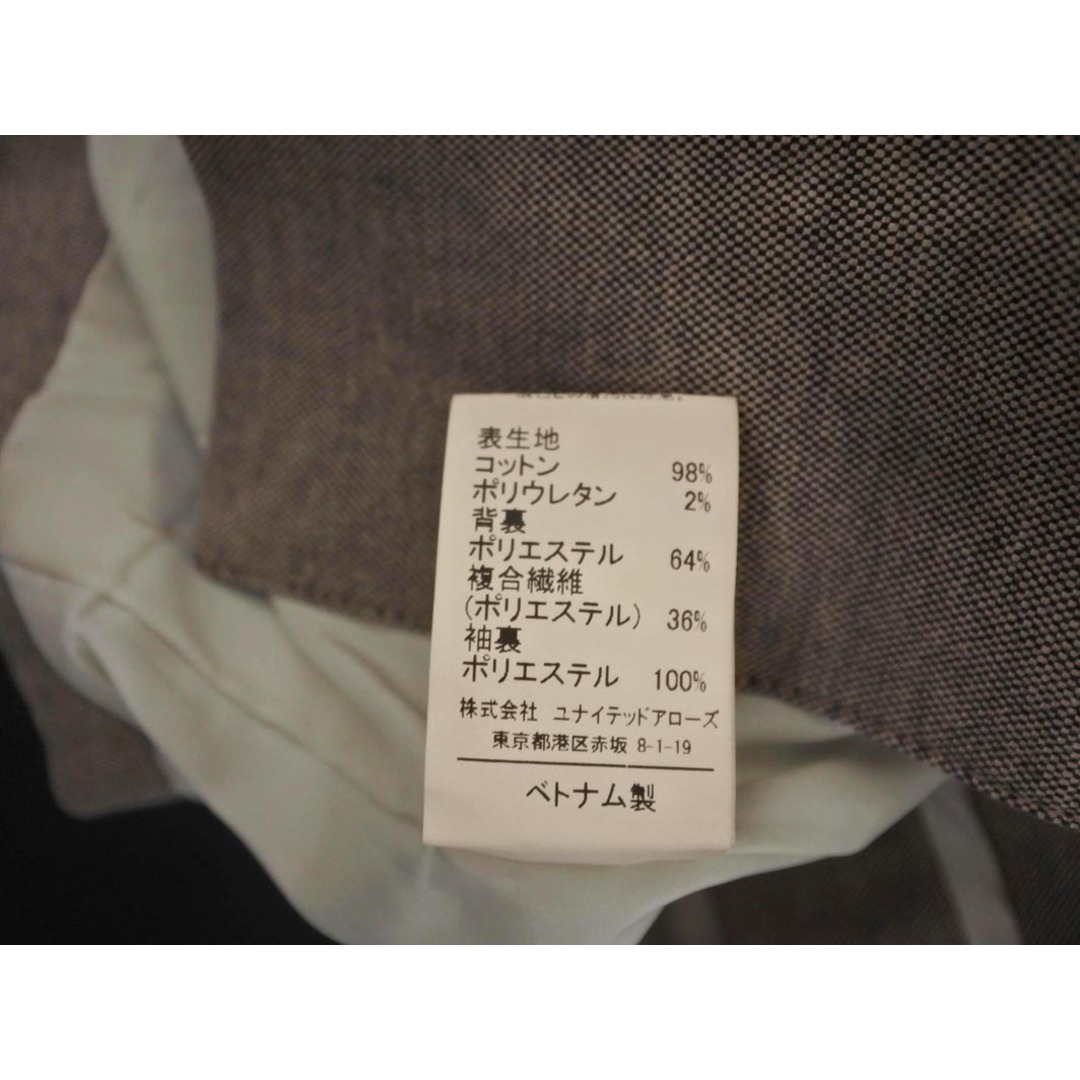 表生地
コットン 98%
ポリウレタン 2%
背裏
ポリエステル 64%
複合繊維
(ポリエステル) 36%
袖裏
ポリエステル 100%
株式会社 ユナイテッドアローズ
東京都港区赤坂 8-1-19
ベトナム製